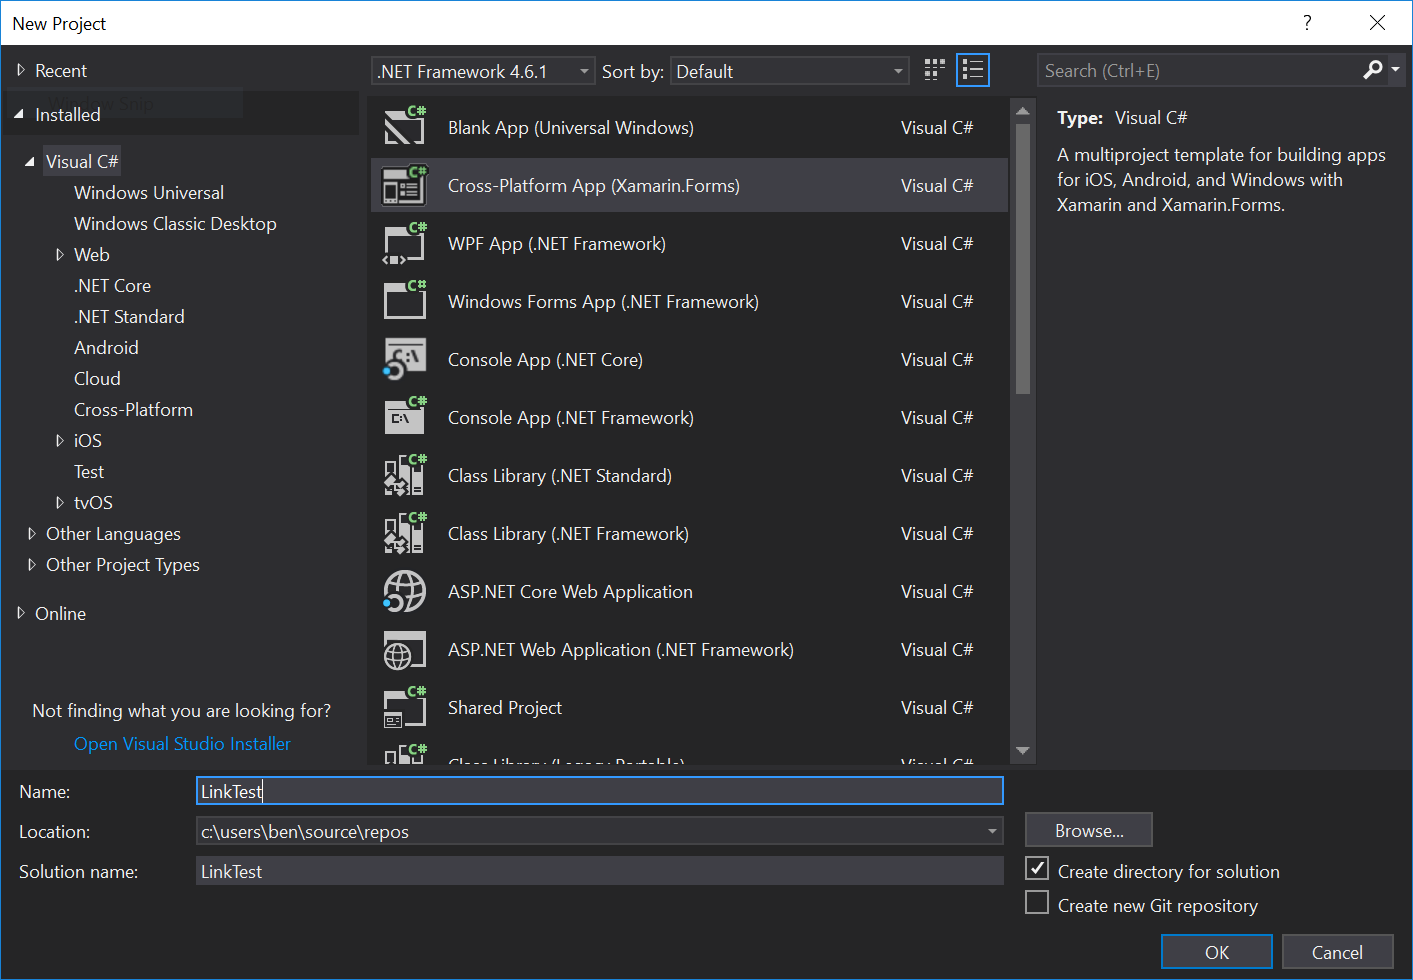 New Project
?
Recent
Window Snip
Installed
Visual C#
Windows Universal
Windows Classic Desktop
Web
.NET Core
.NET Standard
Android
Cloud
Cross-Platform
iOS
Test
tvOS
Other Languages
Other Project Types
Online
Not finding what you are looking for?
Open Visual Studio Installer
.NET Framework 4.6.1
Sort by:
Default
Blank App (Universal Windows) Visual C#
Cross-Platform App (Xamarin.Forms) Visual C#
WPF App (.NET Framework) Visual C#
Windows Forms App (.NET Framework) Visual C#
Console App (.NET Core) Visual C#
Console App (.NET Framework) Visual C#
Class Library (.NET Standard) Visual C#
Class Library (.NET Framework) Visual C#
ASP.NET Core Web Application Visual C#
ASP.NET Web Application (.NET Framework) Visual C#
Shared Project Visual C#
Class Library (Legacy Portable) Visual C#
Search (Ctrl+E)
Type: Visual C#
A multiproject template for building apps
for iOS, Android, and Windows with
Xamarin and Xamarin.Forms.
Name: LinkTest
Location: c:\users\ben\source\repos
Browse...
Solution name: LinkTest
Create directory for solution
Create new Git repository
OK
Cancel